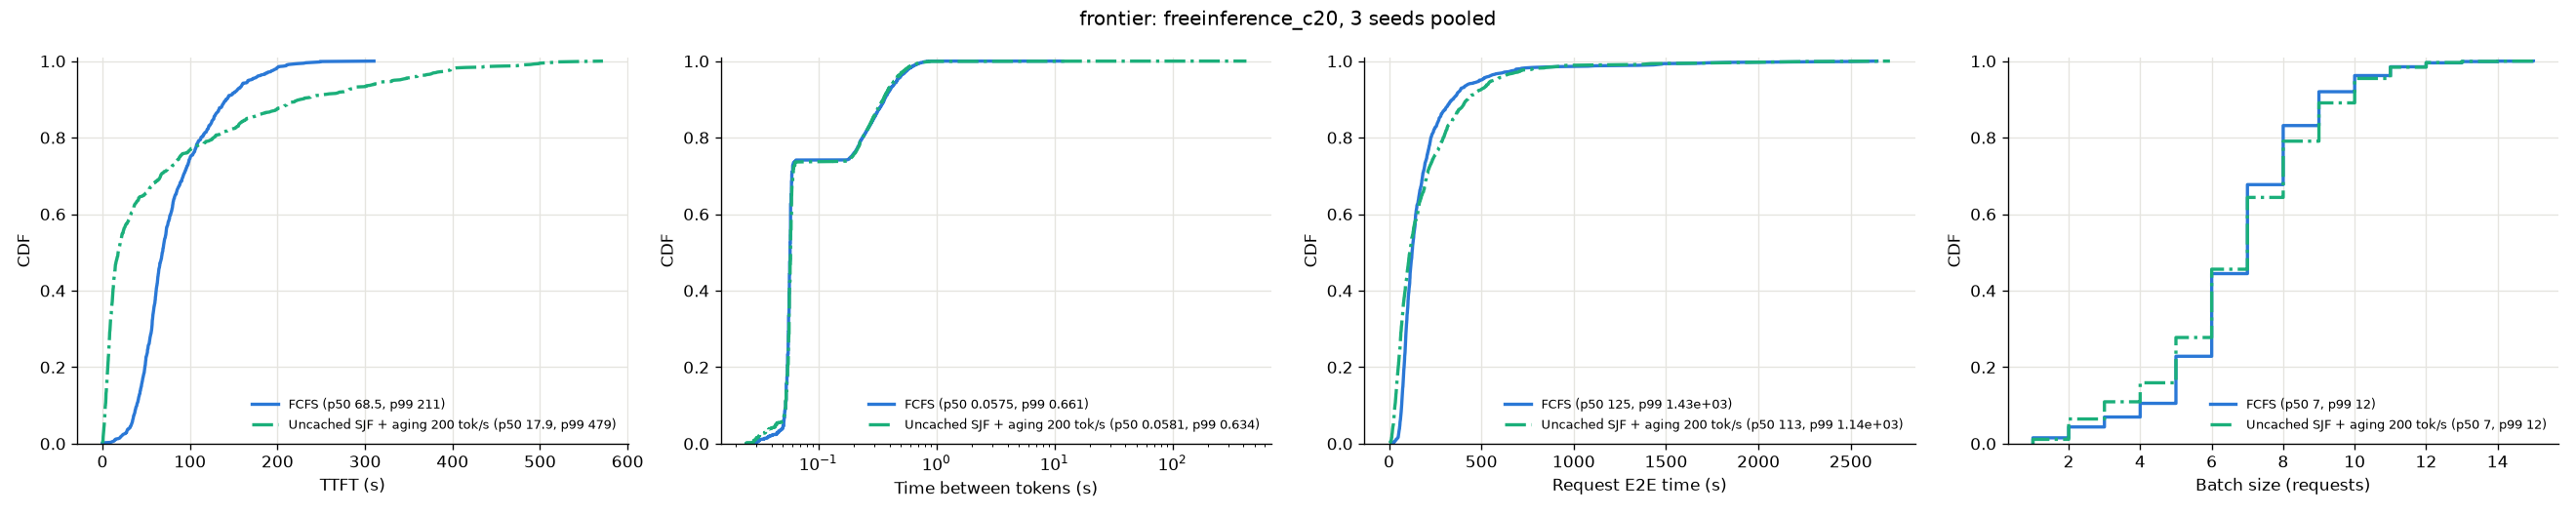 frontier: freeinference_c20, 3 seeds pooled
CDF
1.0
0.8
0.6
0.4
0.2
0.0
FCFS (p50 68.5, p99 211)
Uncached SJF + aging 200 tok/s (p50 17.9, p99 479)
0 100 200 300 400 500 600
TTFT (s)
CDF
1.0
0.8
0.6
0.4
0.2
0.0
FCFS (p50 0.0575, p99 0.661)
Uncached SJF + aging 200 tok/s (p50 0.0581, p99 0.634)
10⁻¹ 10⁰ 10¹ 10²
Time between tokens (s)
CDF
1.0
0.8
0.6
0.4
0.2
0.0
FCFS (p50 125, p99 1.43e+03)
Uncached SJF + aging 200 tok/s (p50 113, p99 1.14e+03)
0 500 1000 1500 2000 2500
Request E2E time (s)
CDF
1.0
0.8
0.6
0.4
0.2
0.0
FCFS (p50 7, p99 12)
Uncached SJF + aging 200 tok/s (p50 7, p99 12)
2 4 6 8 10 12 14
Batch size (requests)